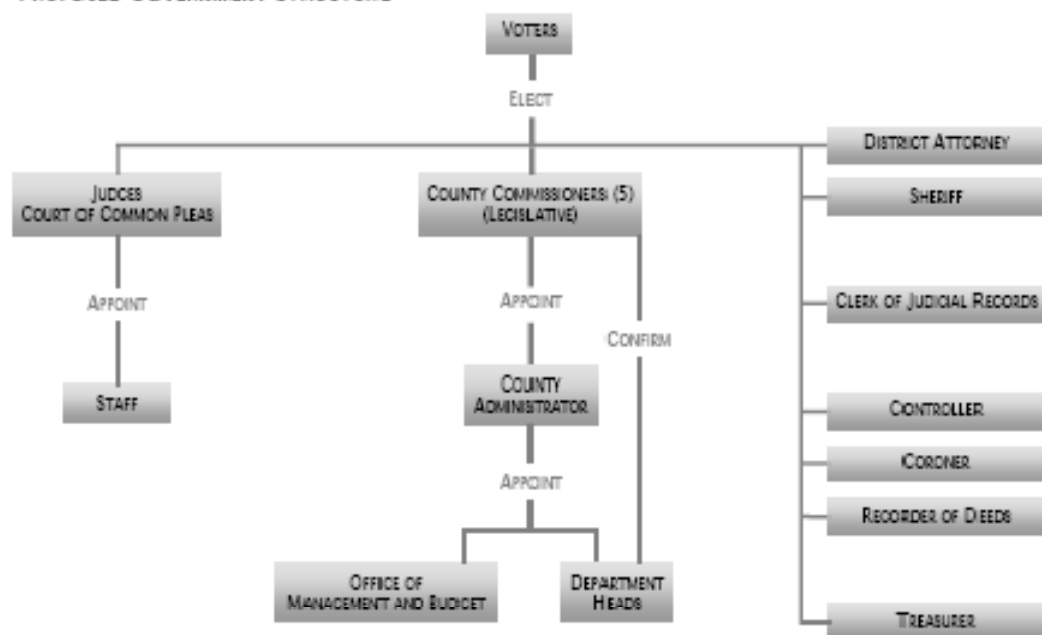 VOTERS
ELECT
JUDGES
COURT OF COMMON PLEAS
COUNTY COMMISSIONERS (5)
(LEGISLATIVE)
DISTRICT ATTORNEY
SHERIFF
APPOINT
APPOINT
CLERK OF JUDICIAL RECORDS
CONFIRM
STAFF
COUNTY
ADMINISTRATOR
CONTROLLER
CORONER
APPOINT
RECORDER OF DEEDS
OFFICE OF
MANAGEMENT AND BUDGET
DEPARTMENT
HEADS
TREASURER